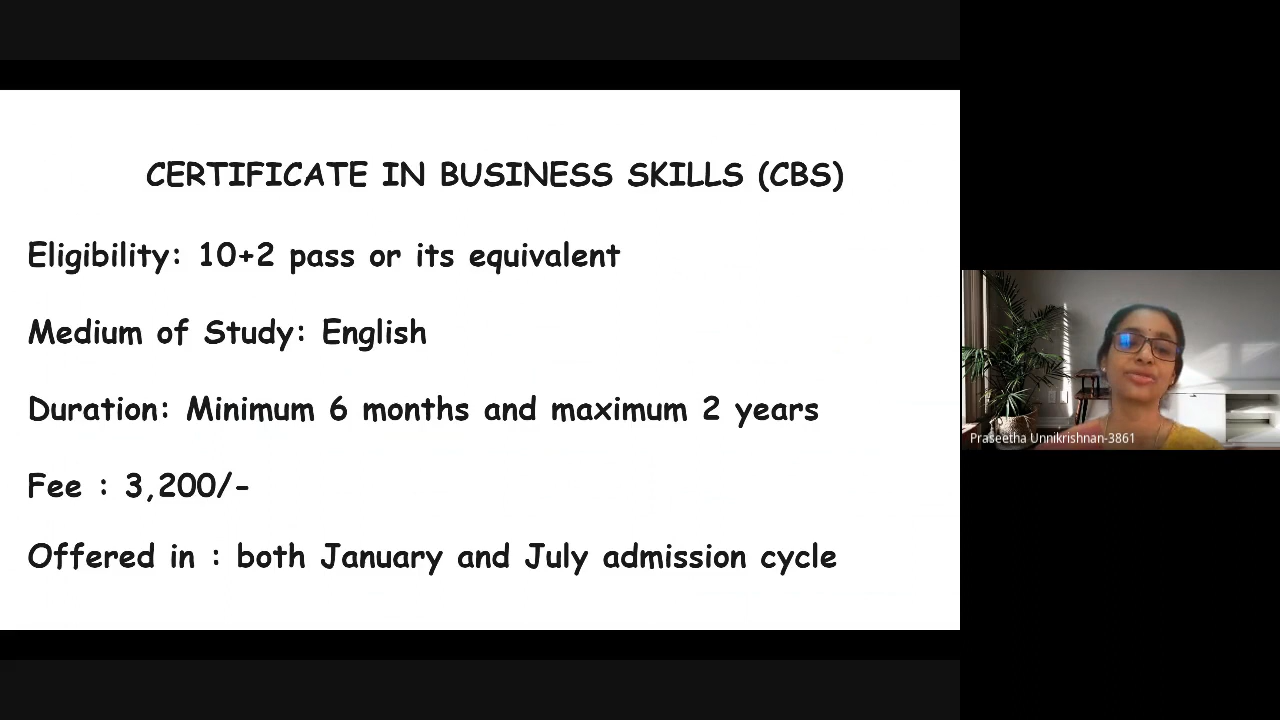 CERTIFICATE IN BUSINESS SKILLS (CBS)
Eligibility: 10+2 pass or its equivalent
Medium of Study: English
Duration: Minimum 6 months and maximum 2 years
Fee : 3,200/-
Offered in : both January and July admission cycle
Praseetha Unnikrishnan-3861